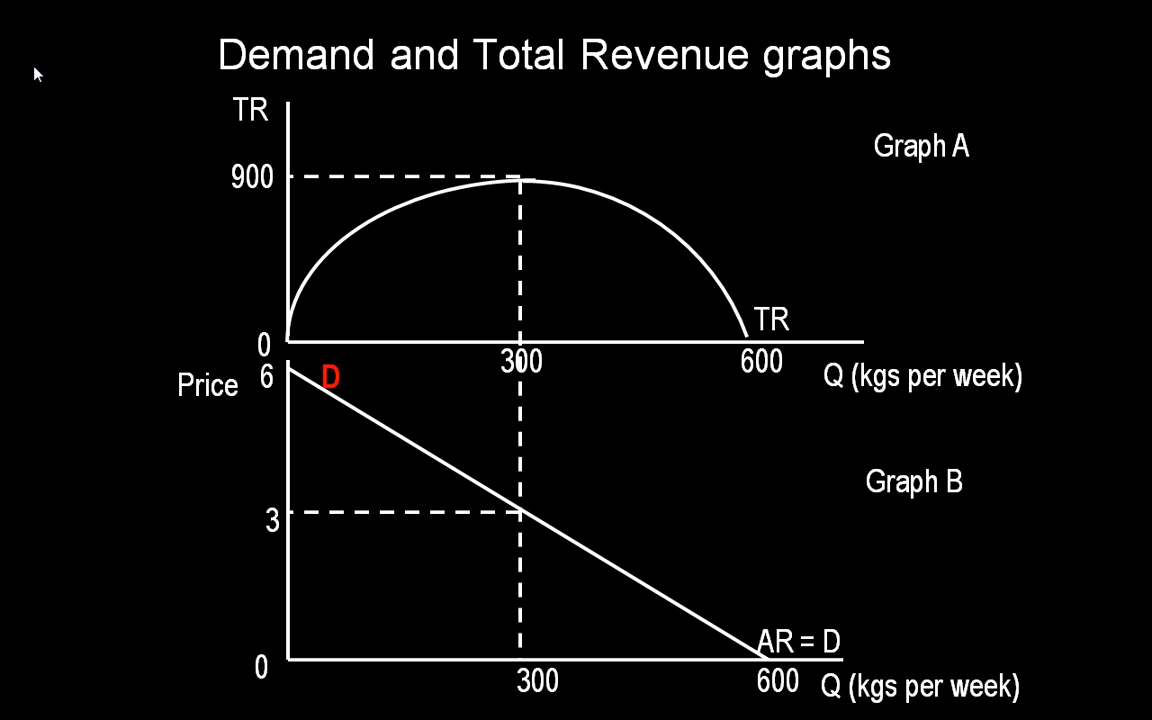 Demand and Total Revenue graphs
TR
Graph A
900
TR
0
300
600
Q (kgs per week)
Price
6
D
Graph B
3
AR = D
0
300
600
Q (kgs per week)